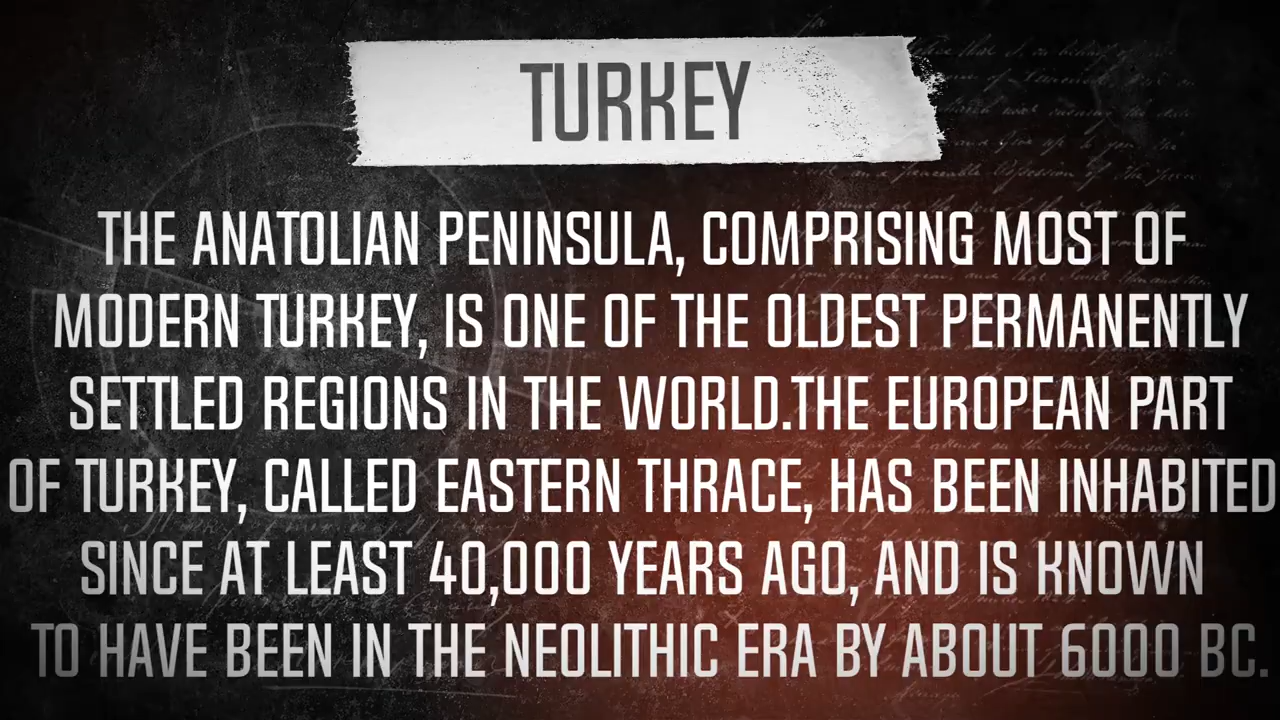 TURKEY
THE ANATOLIAN PENINSULA, COMPRISING MOST OF
MODERN TURKEY, IS ONE OF THE OLDEST PERMANENTLY
SETTLED REGIONS IN THE WORLD.THE EUROPEAN PART
OF TURKEY, CALLED EASTERN THRACE, HAS BEEN INHABITED
SINCE AT LEAST 40,000 YEARS AGO, AND IS KNOWN
TO HAVE BEEN IN THE NEOLITHIC ERA BY ABOUT 6000 BC.